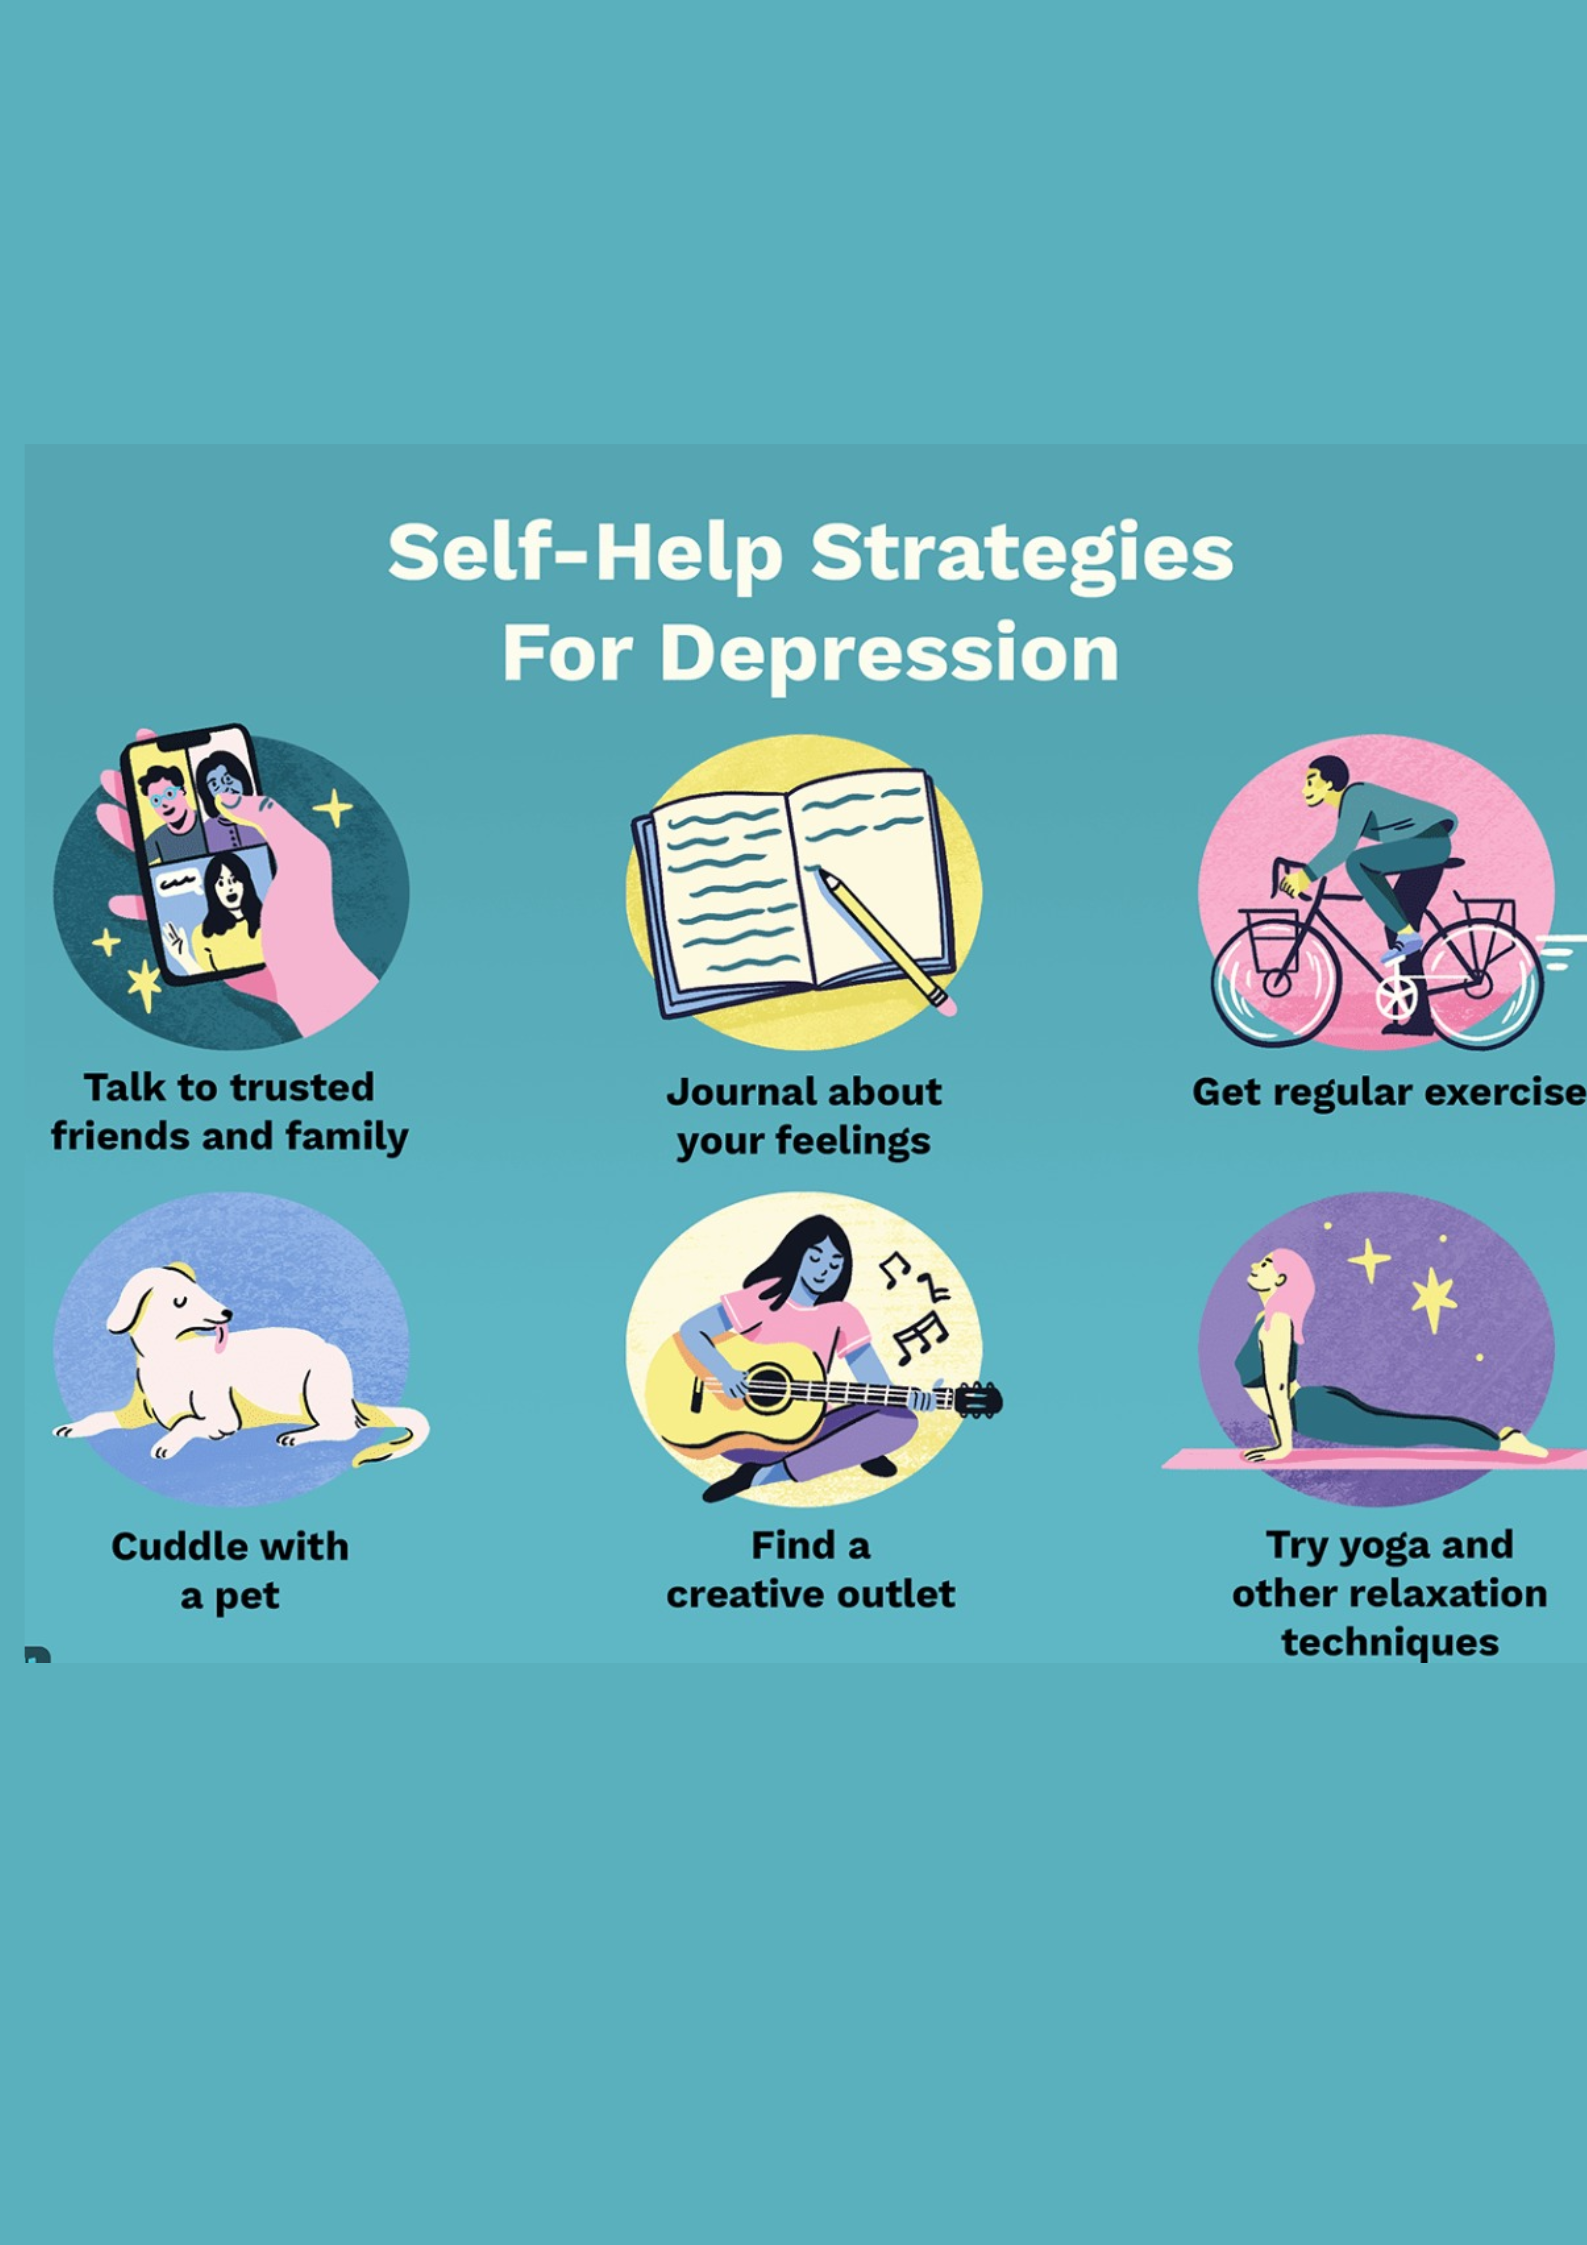 Self-Help Strategies
For Depression
Talk to trusted
friends and family
Journal about
your feelings
Get regular exercise
Cuddle with
a pet
Find a
creative outlet
Try yoga and
other relaxation
techniques